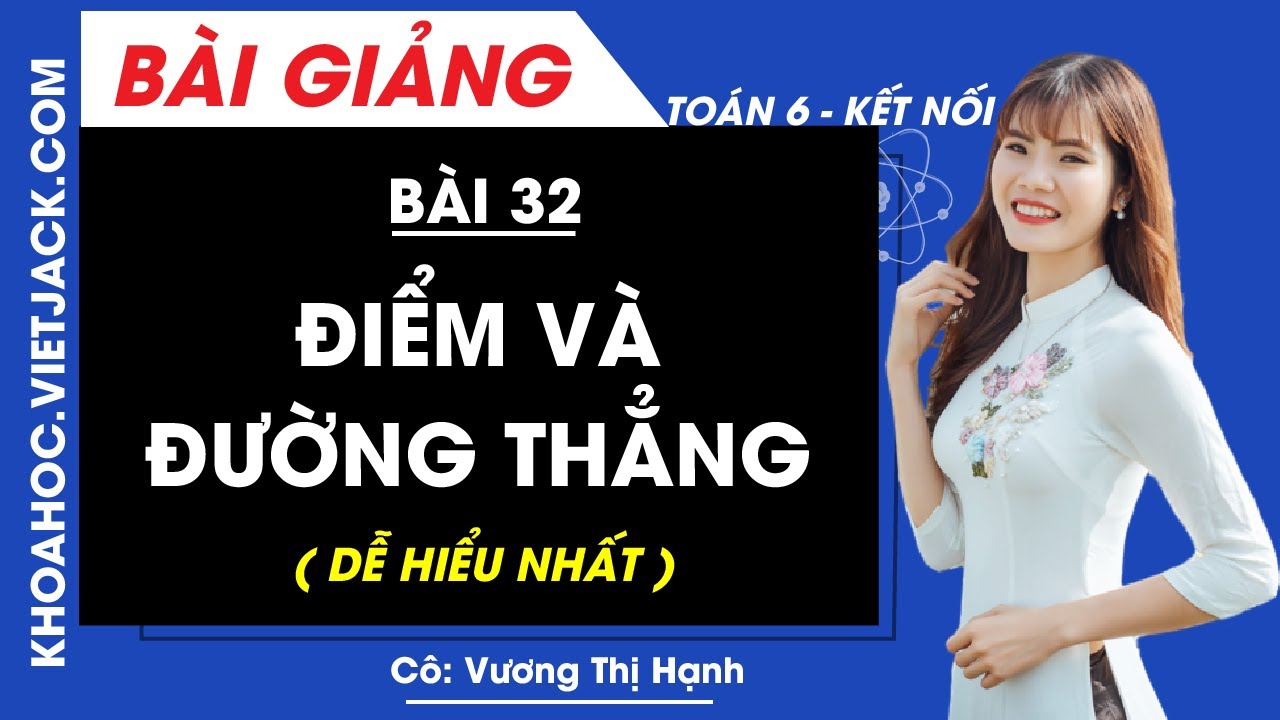 BÀI GIẢNG
TOÁN 6 - KẾT NỐI
KHOAHOC.VIETJACK.COM
BÀI 32
ĐIỂM VÀ
ĐƯỜNG THẲNG
( DỄ HIỂU NHẤT )
Cô: Vương Thị Hạnh